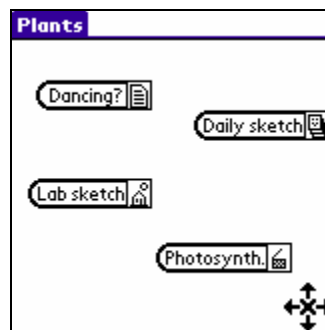 Plants
Dancing?
Daily sketch
Lab sketch
Photosynth.